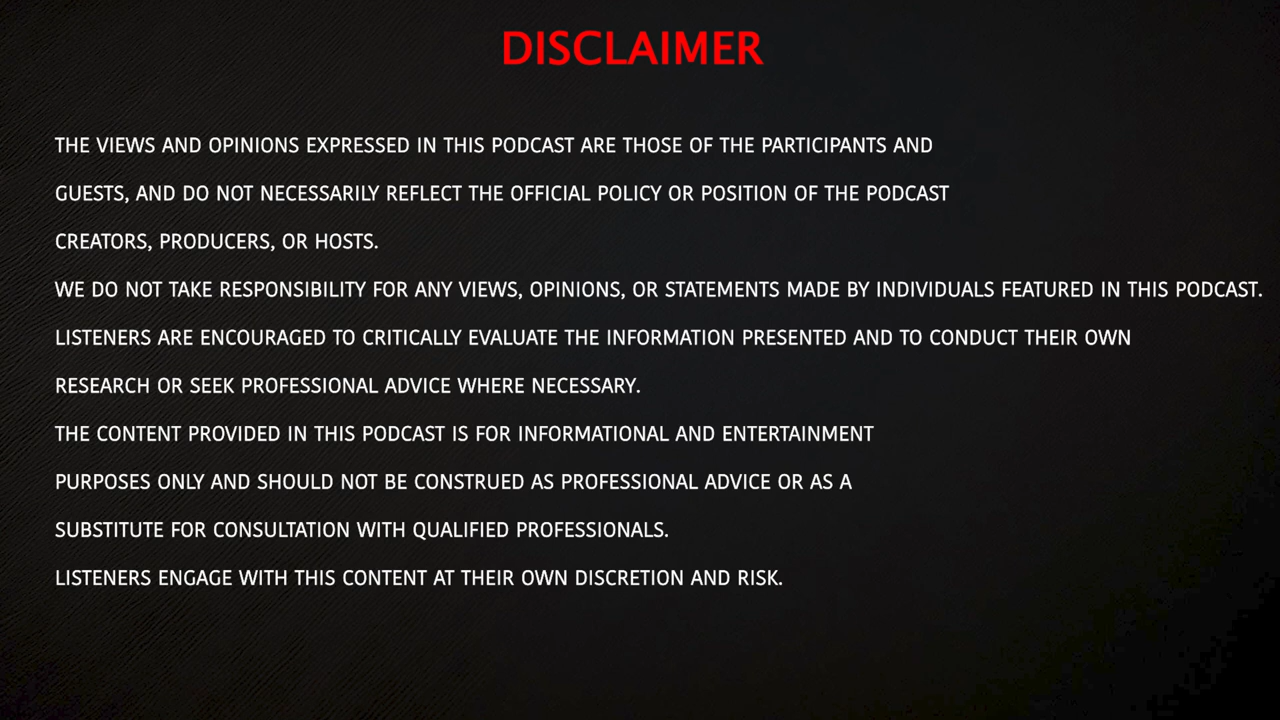 DISCLAIMER
THE VIEWS AND OPINIONS EXPRESSED IN THIS PODCAST ARE THOSE OF THE PARTICIPANTS AND
GUESTS, AND DO NOT NECESSARILY REFLECT THE OFFICIAL POLICY OR POSITION OF THE PODCAST
CREATORS, PRODUCERS, OR HOSTS.
WE DO NOT TAKE RESPONSIBILITY FOR ANY VIEWS, OPINIONS, OR STATEMENTS MADE BY INDIVIDUALS FEATURED IN THIS PODCAST.
LISTENERS ARE ENCOURAGED TO CRITICALLY EVALUATE THE INFORMATION PRESENTED AND TO CONDUCT THEIR OWN
RESEARCH OR SEEK PROFESSIONAL ADVICE WHERE NECESSARY.
THE CONTENT PROVIDED IN THIS PODCAST IS FOR INFORMATIONAL AND ENTERTAINMENT
PURPOSES ONLY AND SHOULD NOT BE CONSTRUED AS PROFESSIONAL ADVICE OR AS A
SUBSTITUTE FOR CONSULTATION WITH QUALIFIED PROFESSIONALS.
LISTENERS ENGAGE WITH THIS CONTENT AT THEIR OWN DISCRETION AND RISK.